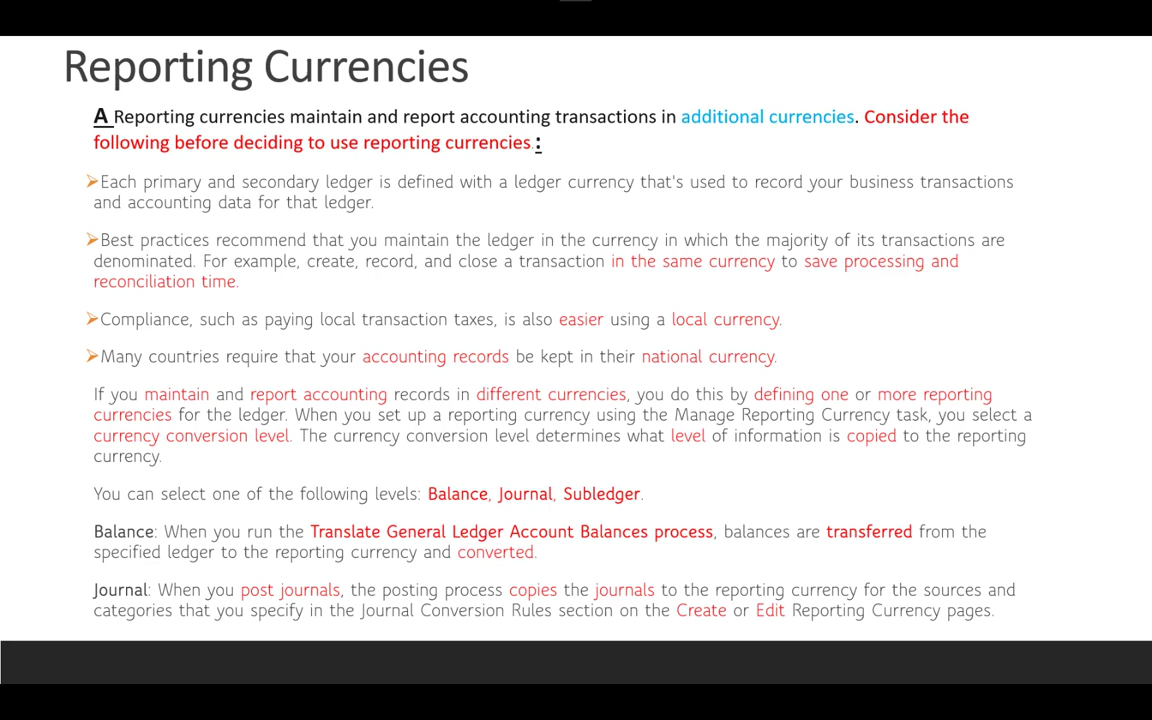 Reporting Currencies
A Reporting currencies maintain and report accounting transactions in additional currencies. Consider the
following before deciding to use reporting currencies.:
➢Each primary and secondary ledger is defined with a ledger currency that's used to record your business transactions
and accounting data for that ledger.
➢Best practices recommend that you maintain the ledger in the currency in which the majority of its transactions are
denominated. For example, create, record, and close a transaction in the same currency to save processing and
reconciliation time.
➢Compliance, such as paying local transaction taxes, is also easier using a local currency.
➢Many countries require that your accounting records be kept in their national currency.
If you maintain and report accounting records in different currencies, you do this by defining one or more reporting
currencies for the ledger. When you set up a reporting currency using the Manage Reporting Currency task, you select a
currency conversion level. The currency conversion level determines what level of information is copied to the reporting
currency.
You can select one of the following levels: Balance, Journal, Subledger.
Balance: When you run the Translate General Ledger Account Balances process, balances are transferred from the
specified ledger to the reporting currency and converted.
Journal: When you post journals, the posting process copies the journals to the reporting currency for the sources and
categories that you specify in the Journal Conversion Rules section on the Create or Edit Reporting Currency pages.